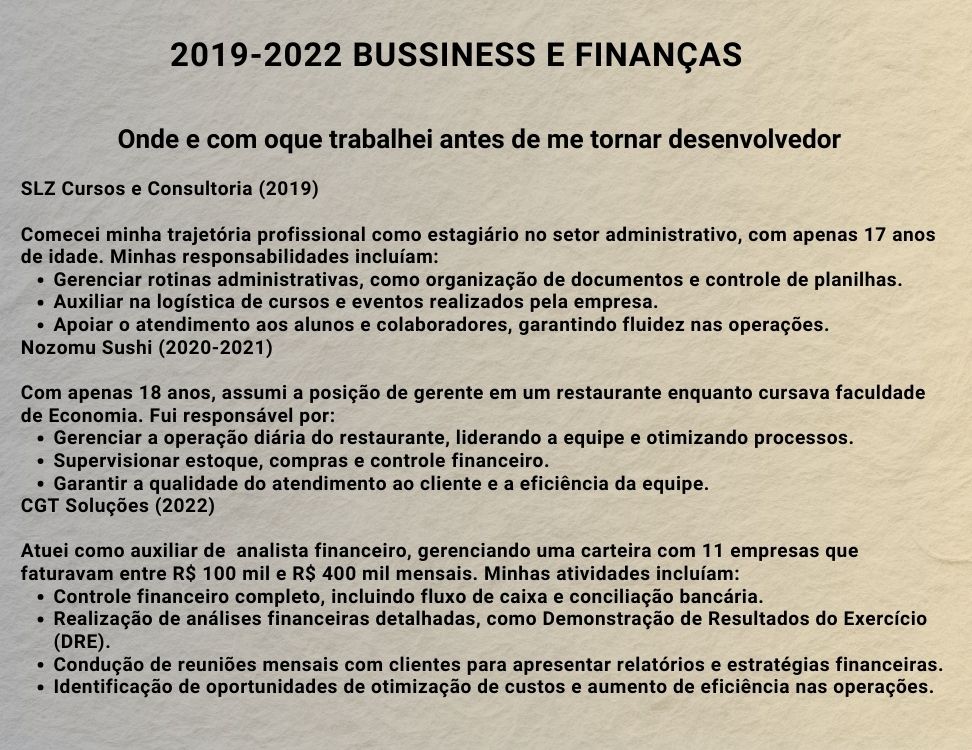 2019-2022 BUSSINESS E FINANÇAS
Onde e com oque trabalhei antes de me tornar desenvolvedor
SLZ Cursos e Consultoria (2019)
Comecei minha trajetória profissional como estagiário no setor administrativo, com apenas 17 anos
de idade. Minhas responsabilidades incluíam:
• Gerenciar rotinas administrativas, como organização de documentos e controle de planilhas.
• Auxiliar na logística de cursos e eventos realizados pela empresa.
• Apoiar o atendimento aos alunos e colaboradores, garantindo fluidez nas operações.
Nozomu Sushi (2020-2021)
Com apenas 18 anos, assumi a posição de gerente em um restaurante enquanto cursava faculdade
de Economia. Fui responsável por:
• Gerenciar a operação diária do restaurante, liderando a equipe e otimizando processos.
• Supervisionar estoque, compras e controle financeiro.
• Garantir a qualidade do atendimento ao cliente e a eficiência da equipe.
CGT Soluções (2022)
Atuei como auxiliar de  analista financeiro, gerenciando uma carteira com 11 empresas que
faturavam entre R$ 100 mil e R$ 400 mil mensais. Minhas atividades incluíam:
• Controle financeiro completo, incluindo fluxo de caixa e conciliação bancária.
• Realização de análises financeiras detalhadas, como Demonstração de Resultados do Exercício
(DRE).
• Condução de reuniões mensais com clientes para apresentar relatórios e estratégias financeiras.
• Identificação de oportunidades de otimização de custos e aumento de eficiência nas operações.